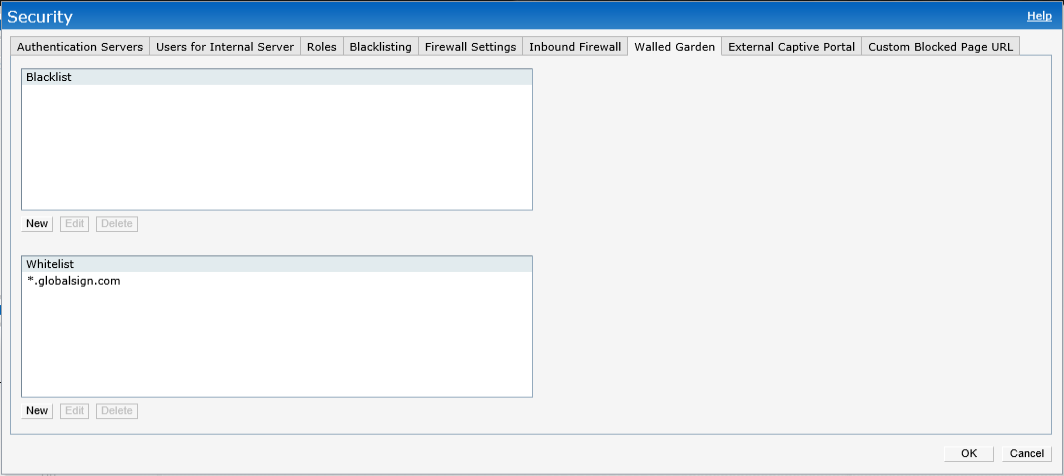 Security
Help
Authentication Servers
Users for Internal Server
Roles
Blacklisting
Firewall Settings
Inbound Firewall
Walled Garden
External Captive Portal
Custom Blocked Page URL
Blacklist
New
Edit
Delete
Whitelist
*.globalsign.com
New
Edit
Delete
OK
Cancel